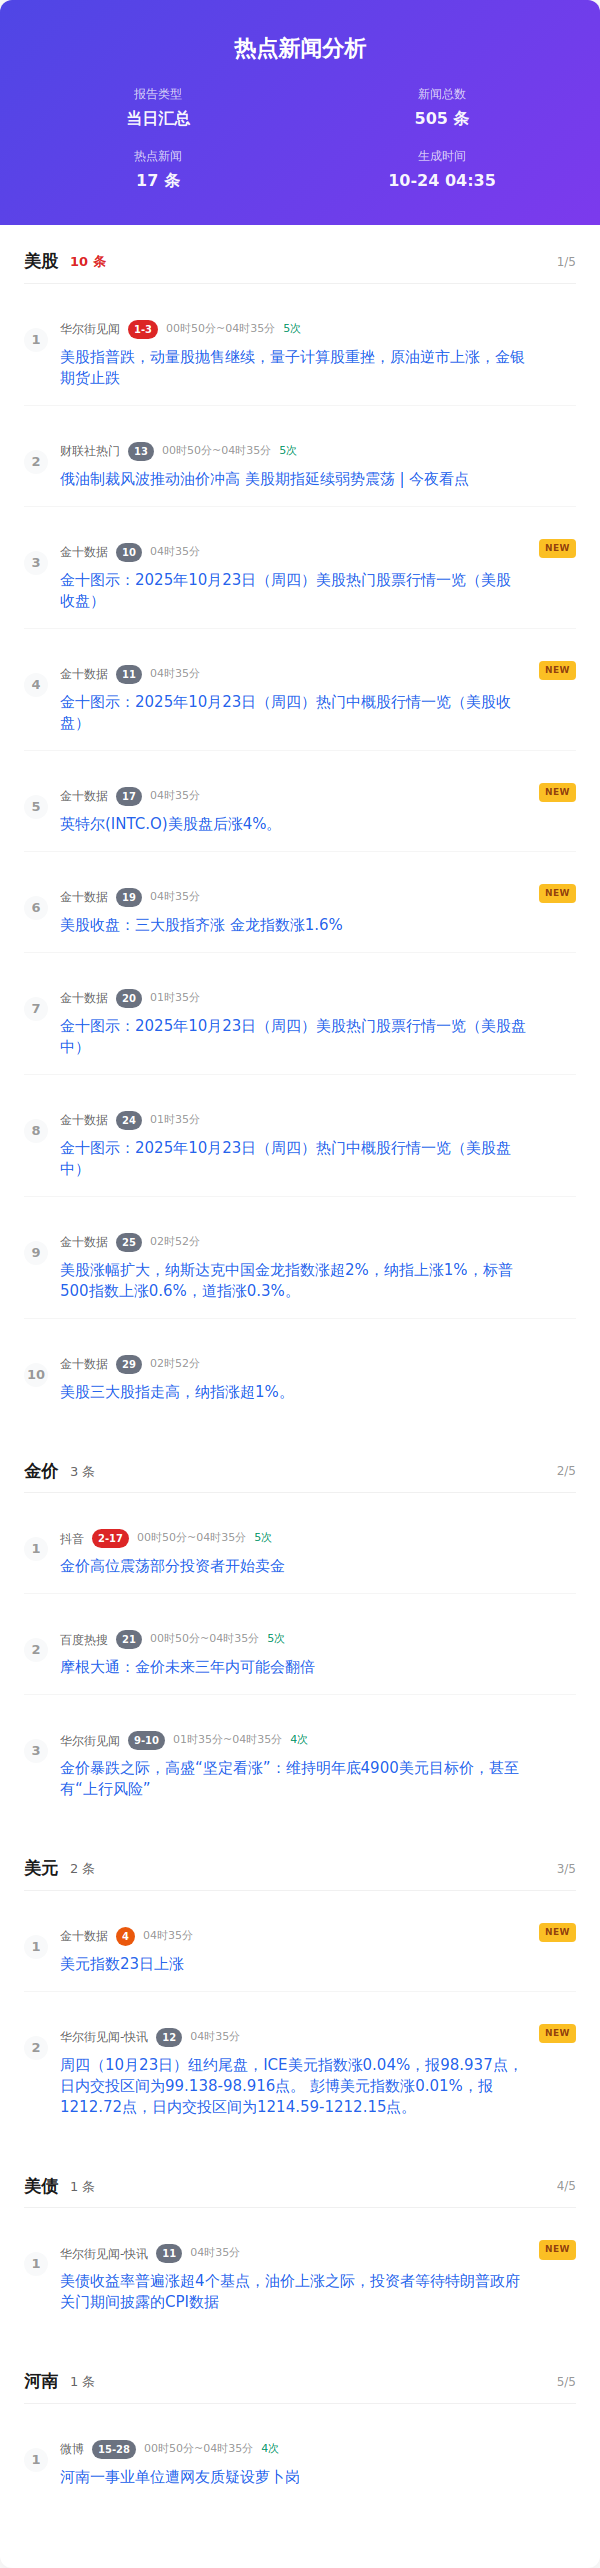 热点新闻分析
报告类型
当日汇总
新闻总数
505 条
热点新闻
17 条
生成时间
10-24 04:35
美股 10 条 1/5
1 华尔街见闻 1-3 00时50分~04时35分 5次
美股指普跌，动量股抛售继续，量子计算股重挫，原油逆市上涨，金银
期货止跌
2 财联社热门 13 00时50分~04时35分 5次
俄油制裁风波推动油价冲高 美股期指延续弱势震荡 | 今夜看点
3 金十数据 10 04时35分 NEW
金十图示：2025年10月23日（周四）美股热门股票行情一览（美股
收盘）
4 金十数据 11 04时35分 NEW
金十图示：2025年10月23日（周四）热门中概股行情一览（美股收
盘）
5 金十数据 17 04时35分 NEW
英特尔(INTC.O)美股盘后涨4%。
6 金十数据 19 04时35分 NEW
美股收盘：三大股指齐涨 金龙指数涨1.6%
7 金十数据 20 01时35分
金十图示：2025年10月23日（周四）美股热门股票行情一览（美股盘
中）
8 金十数据 24 01时35分
金十图示：2025年10月23日（周四）热门中概股行情一览（美股盘
中）
9 金十数据 25 02时52分
美股涨幅扩大，纳斯达克中国金龙指数涨超2%，纳指上涨1%，标普
500指数上涨0.6%，道指涨0.3%。
10 金十数据 29 02时52分
美股三大股指走高，纳指涨超1%。
金价 3 条 2/5
1 抖音 2-17 00时50分~04时35分 5次
金价高位震荡部分投资者开始卖金
2 百度热搜 21 00时50分~04时35分 5次
摩根大通：金价未来三年内可能会翻倍
3 华尔街见闻 9-10 01时35分~04时35分 4次
金价暴跌之际，高盛“坚定看涨”：维持明年底4900美元目标价，甚至
有“上行风险”
美元 2 条 3/5
1 金十数据 4 04时35分 NEW
美元指数23日上涨
2 华尔街见闻-快讯 12 04时35分 NEW
周四（10月23日）纽约尾盘，ICE美元指数涨0.04%，报98.937点，
日内交投区间为99.138-98.916点。 彭博美元指数涨0.01%，报
1212.72点，日内交投区间为1214.59-1212.15点。
美债 1 条 4/5
1 华尔街见闻-快讯 11 04时35分 NEW
美债收益率普遍涨超4个基点，油价上涨之际，投资者等待特朗普政府
关门期间披露的CPI数据
河南 1 条 5/5
1 微博 15-28 00时50分~04时35分 4次
河南一事业单位遭网友质疑设萝卜岗